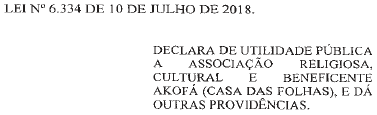 LEI Nº 6.334 DE 10 DE JULHO DE 2018.
DECLARA DE UTILIDADE PÚBLICA
A ASSOCIAÇÃO RELIGIOSA,
CULTURAL E BENEFICENTE
AKOFÁ (CASA DAS FOLHAS), E DÁ
OUTRAS PROVIDÊNCIAS.